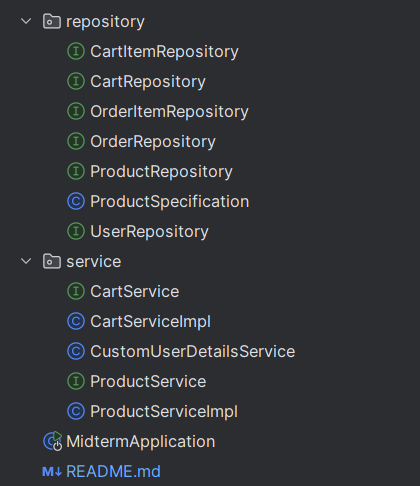 repository
I CartItemRepository
I CartRepository
I OrderItemRepository
I OrderRepository
I ProductRepository
C ProductSpecification
I UserRepository
service
I CartService
C CartServiceImpl
C CustomUserDetailsService
I ProductService
C ProductServiceImpl
C MidtermApplication
M↓ README.md